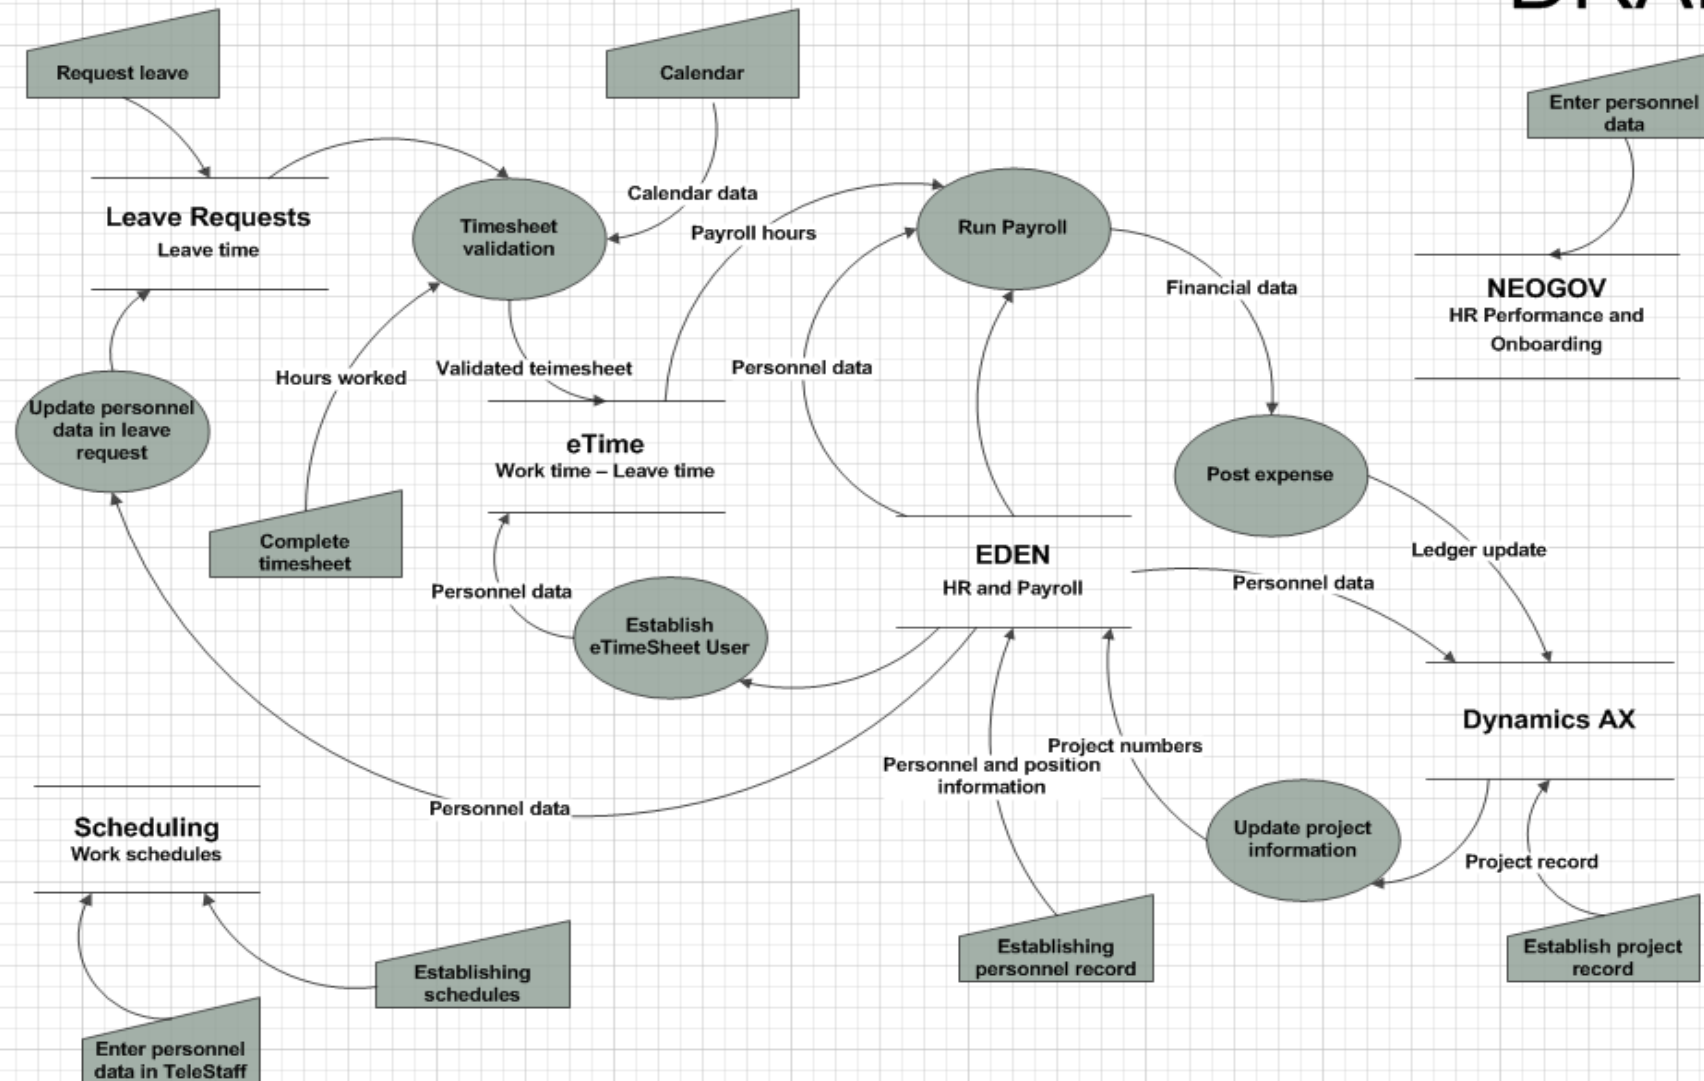 Request leave
Calendar
Enter personnel
data
Leave Requests
Leave time
Timesheet
validation
Calendar data
Payroll hours
Run Payroll
Financial data
NEOGOV
HR Performance and
Onboarding
Hours worked
Validated teimesheet
Personnel data
Update personnel
data in leave
request
eTime
Work time – Leave time
Post expense
Complete
timesheet
EDEN
HR and Payroll
Ledger update
Personnel data
Personnel data
Establish
eTimeSheet User
Dynamics AX
Personnel and position
information
Project numbers
Personnel data
Scheduling
Work schedules
Update project
information
Project record
Establishing
schedules
Establishing
personnel record
Establish project
record
Enter personnel
data in TeleStaff